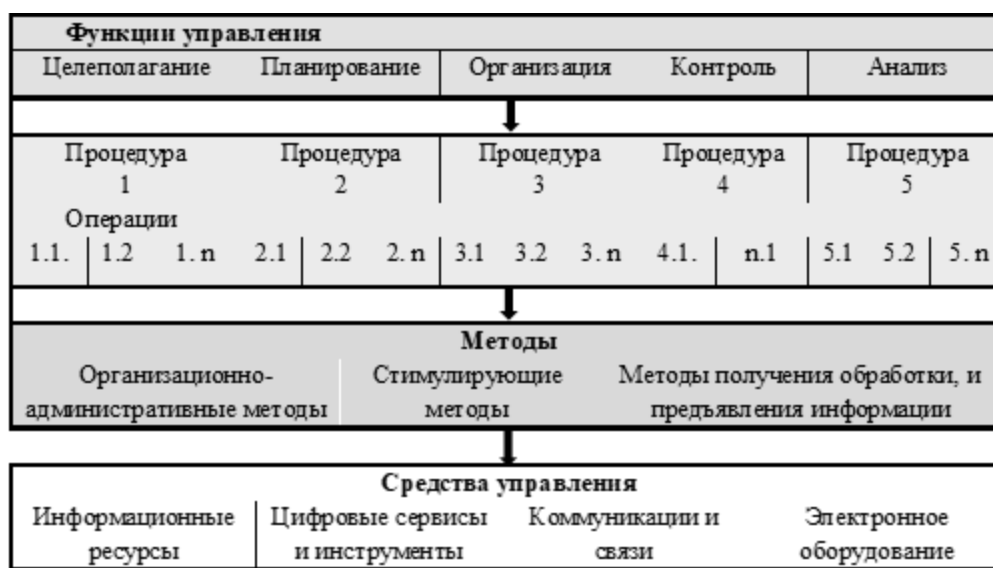 Функции управления
Целеполагание Планирование Организация Контроль Анализ
Процедура Процедура Процедура Процедура Процедура
1 2 3 4 5
Операции
1.1. 1.2 1. n 2.1 2.2 2. n 3.1 3.2 3. n 4.1. n.1 5.1 5.2 5. n
Методы
Организационно- Стимулирующие Методы получения обработки, и
административные методы методы предъявления информации
Средства управления
Информационные Цифровые сервисы Коммуникации и Электронное
ресурсы и инструменты связи оборудование